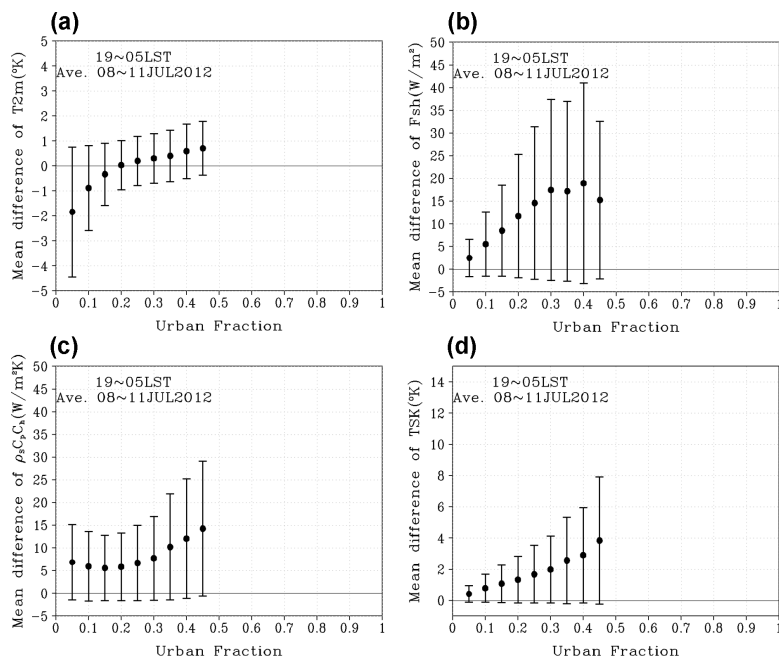 (a)
Mean difference of T2m(°K)
19~05LST
Ave. 08~11JUL2012
5
4
3
2
1
0
−1
−2
−3
−4
−5
0 0.1 0.2 0.3 0.4 0.5 0.6 0.7 0.8 0.9 1
Urban Fraction
(b)
Mean difference of Fsh(W/m²)
19~05LST
Ave. 08~11JUL2012
50
45
40
35
30
25
20
15
10
5
0
−5
0 0.1 0.2 0.3 0.4 0.5 0.6 0.7 0.8 0.9 1
Urban Fraction
(c)
Mean difference of ρsCpCh(W/m²K)
19~05LST
Ave. 08~11JUL2012
50
45
40
35
30
25
20
15
10
5
0
−5
0 0.1 0.2 0.3 0.4 0.5 0.6 0.7 0.8 0.9 1
Urban Fraction
(d)
Mean difference of TSK(°K)
19~05LST
Ave. 08~11JUL2012
14
12
10
8
6
4
2
0
0 0.1 0.2 0.3 0.4 0.5 0.6 0.7 0.8 0.9 1
Urban Fraction